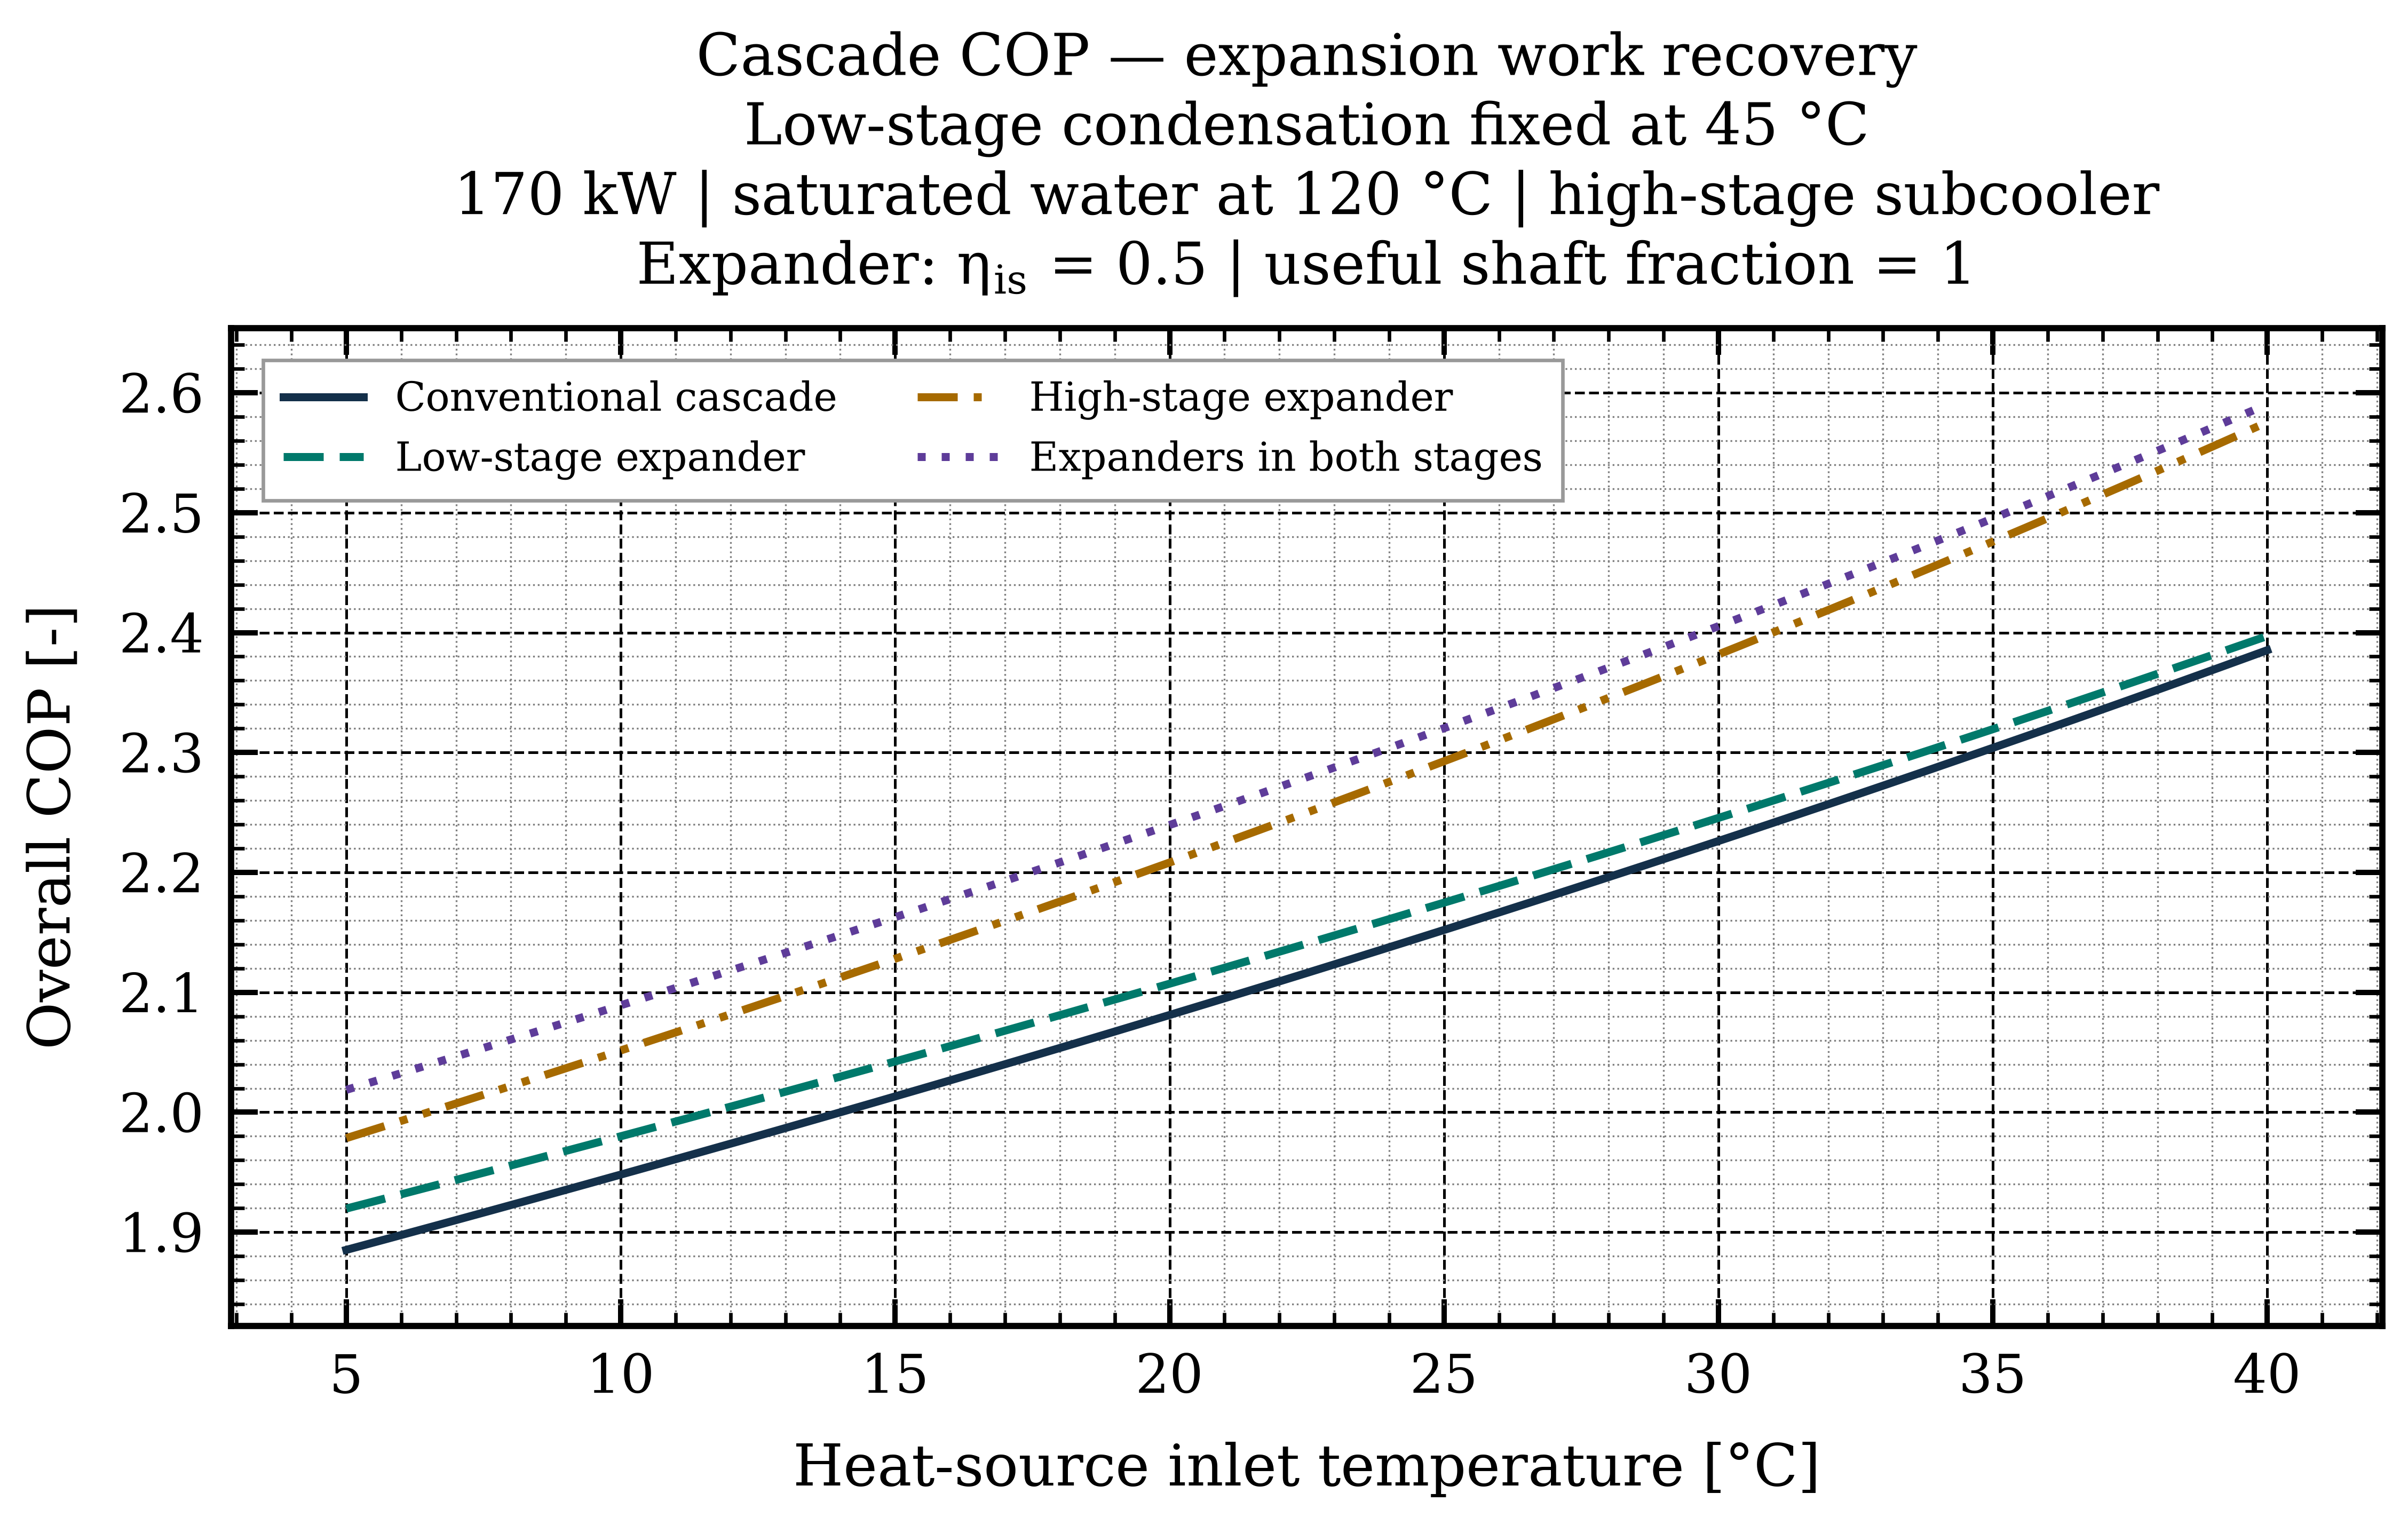 Cascade COP — expansion work recovery
Low-stage condensation fixed at 45 °C
170 kW | saturated water at 120 °C | high-stage subcooler
Expander: ηis = 0.5 | useful shaft fraction = 1
Conventional cascade
Low-stage expander
High-stage expander
Expanders in both stages
Overall COP [-]
2.6
2.5
2.4
2.3
2.2
2.1
2.0
1.9
5 10 15 20 25 30 35 40
Heat-source inlet temperature [°C]